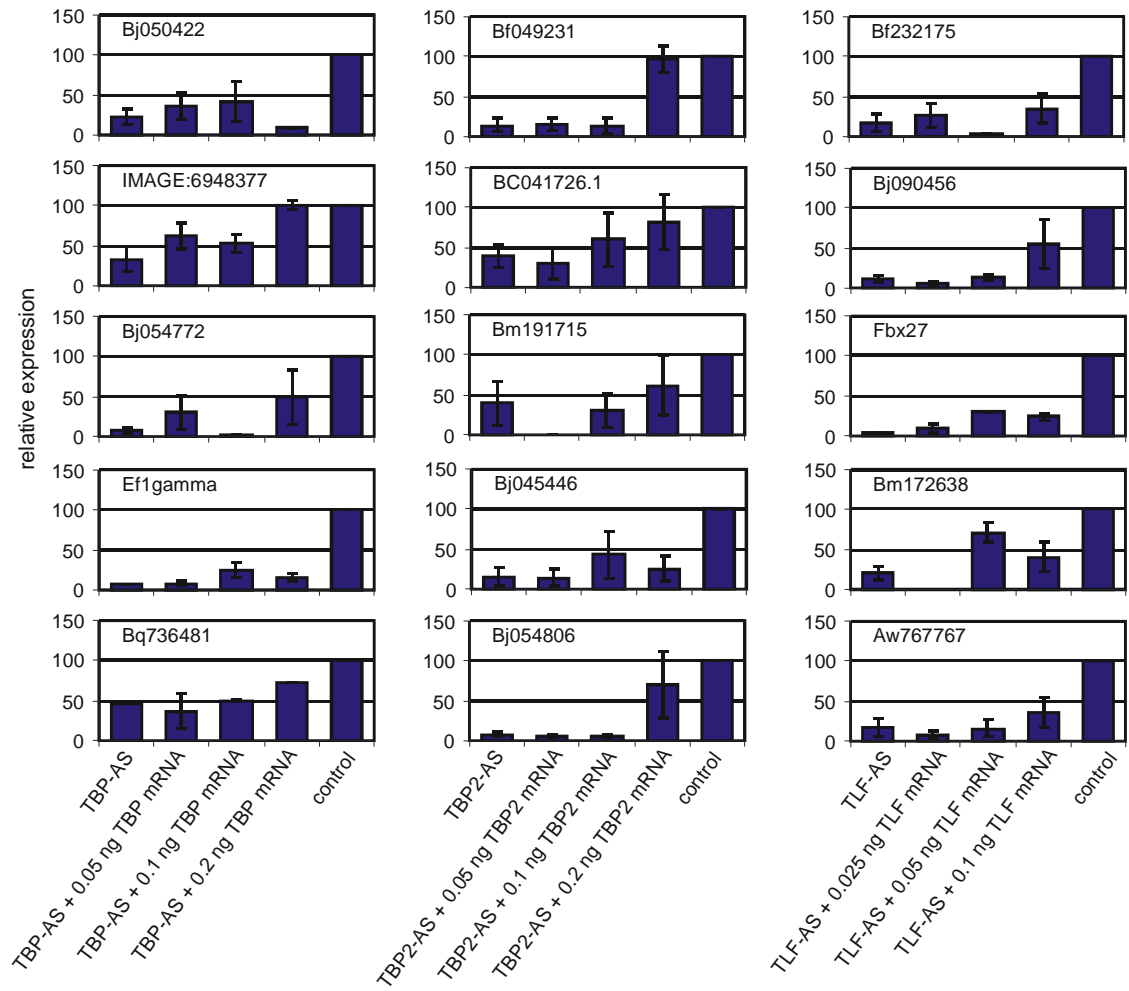 relative expression
Bj050422
150
100
50
0
IMAGE:6948377
150
100
50
0
Bj054772
150
100
50
0
Ef1gamma
150
100
50
0
Bq736481
150
100
50
0
TBP-AS
TBP-AS + 0.05 ng TBP mRNA
TBP-AS + 0.1 ng TBP mRNA
TBP-AS + 0.2 ng TBP mRNA
control
Bf049231
150
100
50
0
BC041726.1
150
100
50
0
Bm191715
150
100
50
0
Bj045446
150
100
50
0
Bj054806
150
100
50
0
TBP2-AS
TBP2-AS + 0.05 ng TBP2 mRNA
TBP2-AS + 0.1 ng TBP2 mRNA
TBP2-AS + 0.2 ng TBP2 mRNA
control
Bf232175
150
100
50
0
Bj090456
150
100
50
0
Fbx27
150
100
50
0
Bm172638
150
100
50
0
Aw767767
150
100
50
0
TLF-AS
TLF-AS + 0.025 ng TLF mRNA
TLF-AS + 0.05 ng TLF mRNA
TLF-AS + 0.1 ng TLF mRNA
control